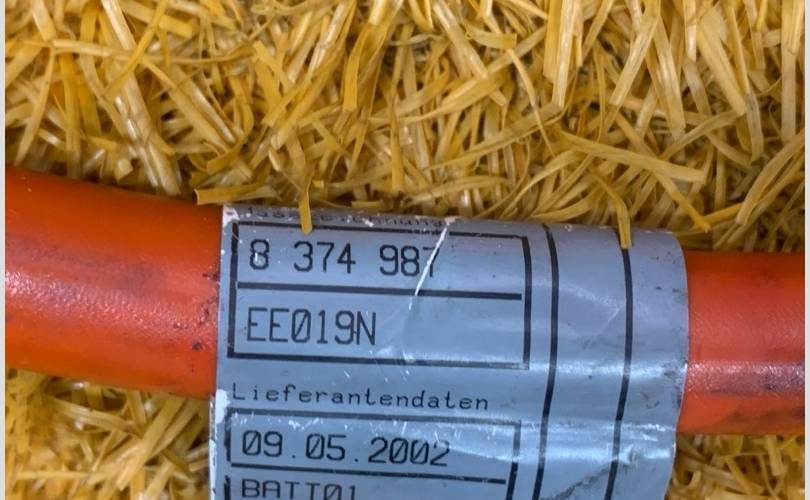 8 374 987
EE019N
Lieferantendaten
09.05.2002
BATT01